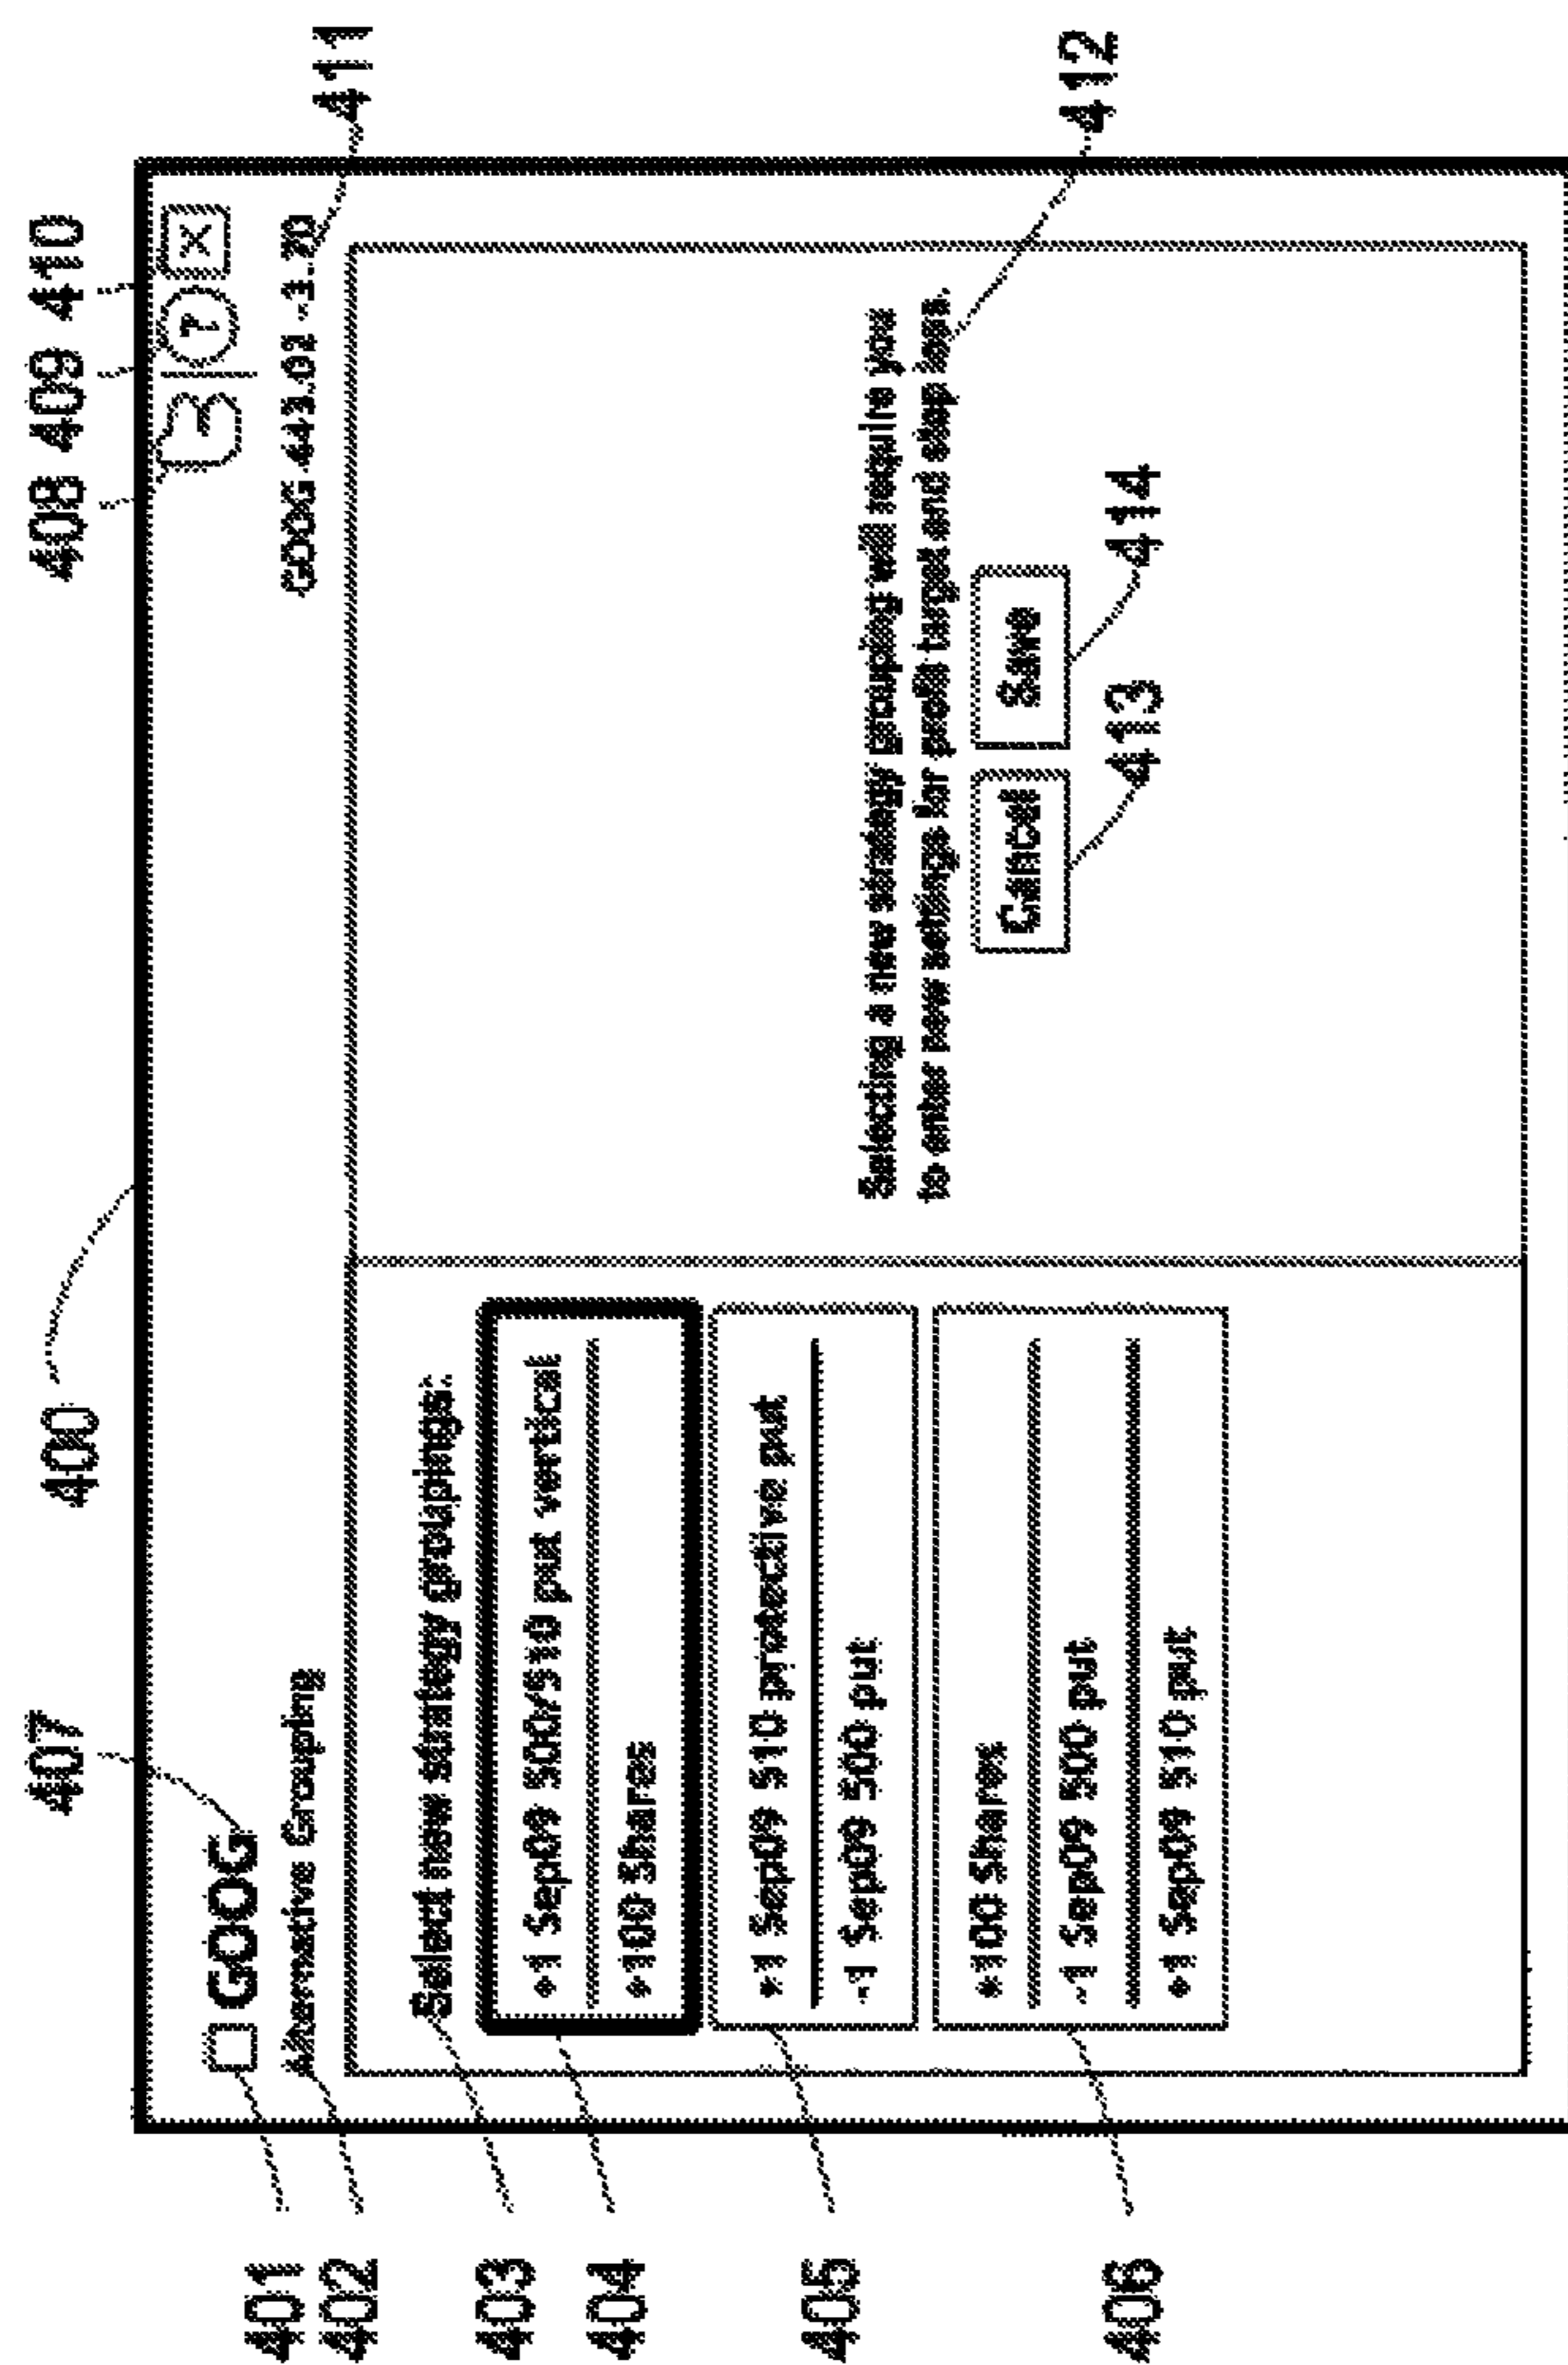 400
407
408 409 410
401
GOOG
402
Alternative Grouping
GOOG 443.02 -1.70
411
403
Select new strategy groupings:
404
+1 Sep09 500/510 put vertical
+100 Shares
405
+1 Sep09 510 protective put
-1 Sep09 500 put
406
+100 Shares
-1 Sep09 500 put
+1 Sep09 510 put
Selecting a new strategy grouping will require you
to enter new settings for profit target and stop loss.
412
Cancel
Save
413
414